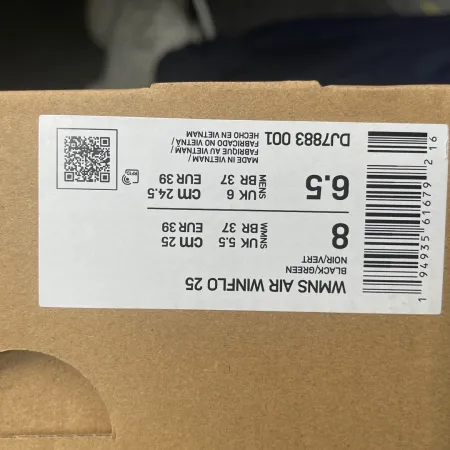 WMNS AIR WINFLO 25
BLACK/GREEN
NOIR/VERT
8 WMNS UK 5.5 BR 37 CM 25 EUR 39
6.5 MENS UK 6 BR 37 CM 24.5 EUR 39
DJ7883 001
MADE IN VIETNAM /
FABRIQUE AU VIETNAM /
FABRICADO NO VIETNÃ /
HECHO EN VIETNAM
1 94935 61679 2 16